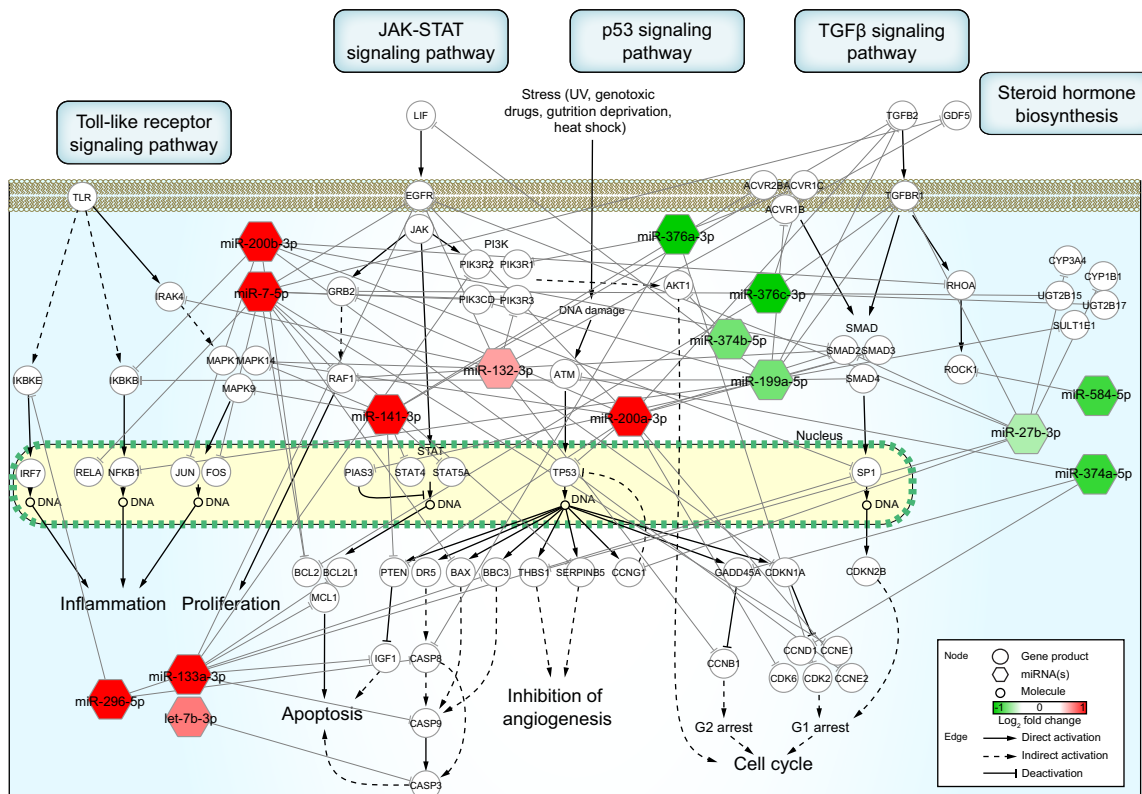 JAK-STAT
signaling pathway
p53 signaling
pathway
TGFβ signaling
pathway
Steroid hormone
biosynthesis
Toll-like receptor
signaling pathway
Stress (UV, genotoxic
drugs, gutrition deprivation,
heat shock)
LIF
TGFB2
GDF5
TLR
EGFR
ACVR2B
ACVR1C
ACVR1B
TGFBR1
JAK
miR-200b-3p
miR-376a-3p
PI3K
PIK3R2
PIK3R1
CYP3A4
CYP1B1
miR-7-5p
IRAK4
GRB2
PIK3CD
PIK3R3
AKT1
miR-376c-3p
RHOA
UGT2B15
UGT2B17
DNA damage
SULT1E1
SMAD
miR-374b-5p
SMAD2
SMAD3
MAPK1
MAPK14
MAPK9
IKBKE
IKBKB
RAF1
miR-132-3p
ATM
miR-199a-5p
SMAD4
ROCK1
miR-584-5p
miR-141-3p
miR-200a-3p
miR-27b-3p
Nucleus
STAT
IRF7
RELA
NFKB1
JUN
FOS
PIAS3
STAT4
STAT5A
TP53
SP1
miR-374a-5p
DNA
DNA
DNA
DNA
DNA
DNA
BCL2
BCL2L1
MCL1
PTEN
DR5
BAX
BBC3
THBS1
SERPINB5
CCNG1
GADD45A
CDKN1A
CDKN2B
Inflammation
Proliferation
IGF1
CASP8
CCNB1
CCND1
CCNE1
CDK6
CDK2
CCNE2
miR-133a-3p
miR-296-5p
let-7b-3p
Apoptosis
CASP9
Inhibition of
angiogenesis
G2 arrest
G1 arrest
Cell cycle
CASP3
Node
Gene product
miRNA(s)
Molecule
-1
0
1
Log2 fold change
Edge
Direct activation
Indirect activation
Deactivation